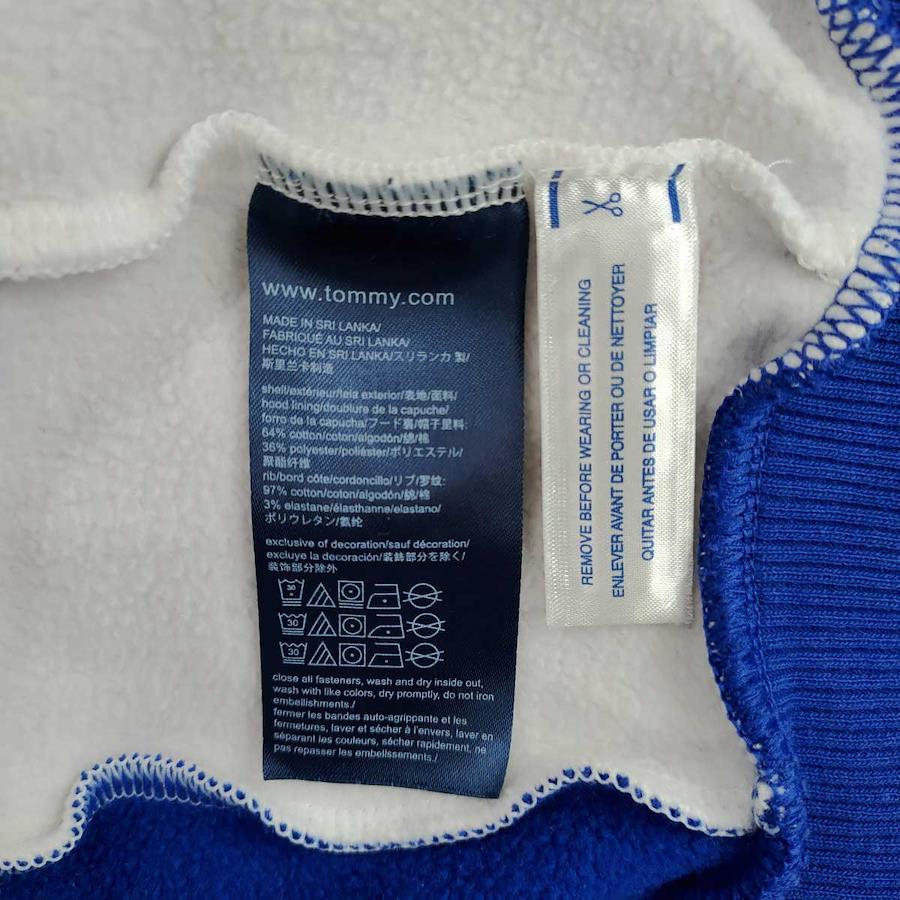 www.tommy.com
MADE IN SRI LANKA/
FABRIQUÉ AU SRI LANKA/
HECHO EN SRI LANKA/スリランカ 製/
斯里兰卡制造
shell/extérieur/tela exterior/表地/面料/
hood lining/doublure de la capuche/
forro de la capucha/フード裏/帽子里料:
64% cotton/coton/algodón/綿/棉
36% polyester/poliéster/ポリエステル/
聚酯纤维
rib/bord côte/cordoncillo/リブ/罗纹:
97% cotton/coton/algodón/綿/棉
3% elastane/élasthanne/elastano/
ポリウレタン/氨纶
exclusive of decoration/sauf décoration/
excluye la decoración/装飾部分を除く/
装饰部分除外
30
30
30
close all fasteners, wash and dry inside out,
wash with like colors, dry promptly, do not iron
embellishments./
fermer les bandes auto-agrippante et les
fermetures, laver et sécher à l'envers, laver en
séparant les couleurs, sécher rapidement, ne
pas repasser les embellissements./
REMOVE BEFORE WEARING OR CLEANING
ENLEVER AVANT DE PORTER OU DE NETTOYER
QUITAR ANTES DE USAR O LIMPIAR